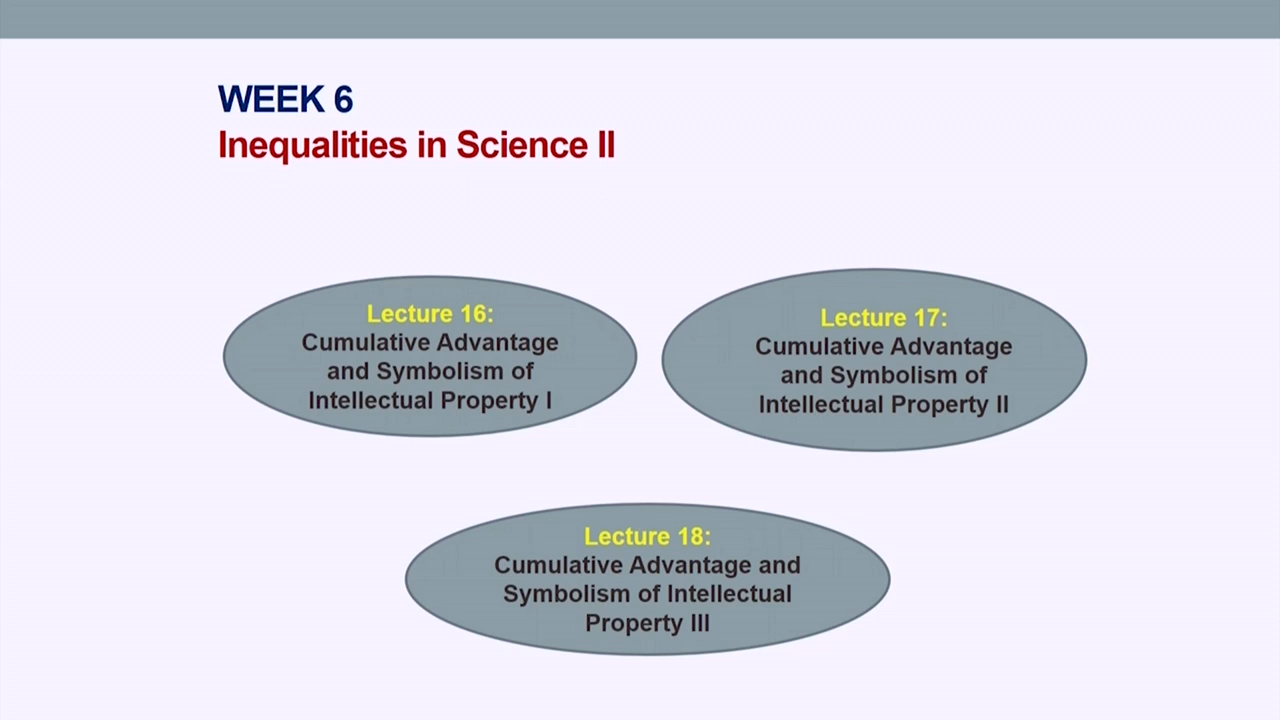 WEEK 6
Inequalities in Science II
Lecture 16:
Cumulative Advantage
and Symbolism of
Intellectual Property I
Lecture 17:
Cumulative Advantage
and Symbolism of
Intellectual Property II
Lecture 18:
Cumulative Advantage and
Symbolism of Intellectual
Property III